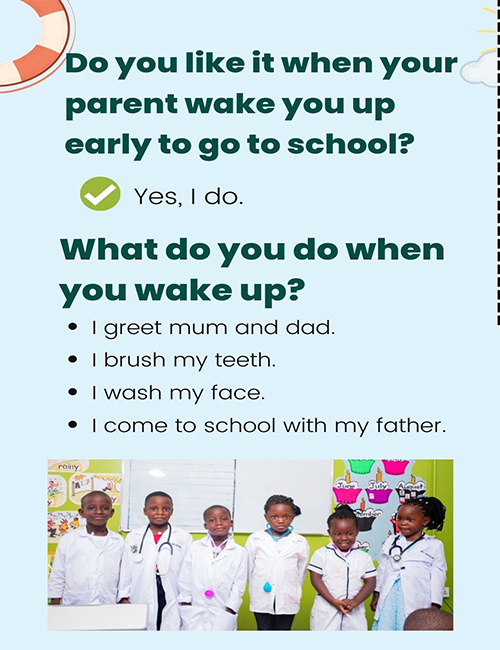 Do you like it when your
parent wake you up
early to go to school?
Yes, I do.
What do you do when
you wake up?
• I greet mum and dad.
• I brush my teeth.
• I wash my face.
• I come to school with my father.
rainy
June
July
August